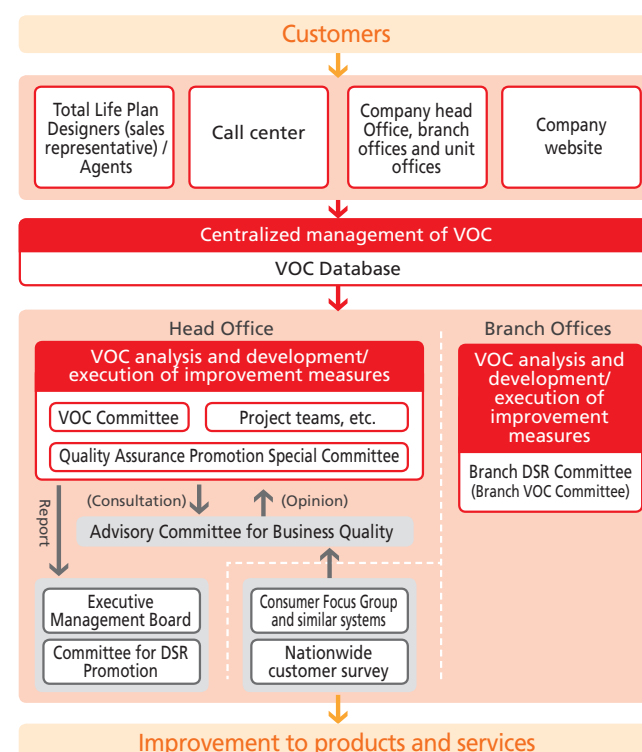 Customers
Total Life Plan
Designers (sales
representative) /
Agents
Call center
Company head
Office, branch
offices and unit
offices
Company
website
Centralized management of VOC
VOC Database
Head Office
VOC analysis and development/
execution of improvement measures
VOC Committee
Project teams, etc.
Quality Assurance Promotion Special Committee
Branch Offices
VOC analysis and
development/
execution of
improvement
measures
Branch DSR Committee
(Branch VOC Committee)
Report
(Consultation)
(Opinion)
Advisory Committee for Business Quality
Executive
Management Board
Committee for DSR
Promotion
Consumer Focus Group
and similar systems
Nationwide
customer survey
Improvement to products and services